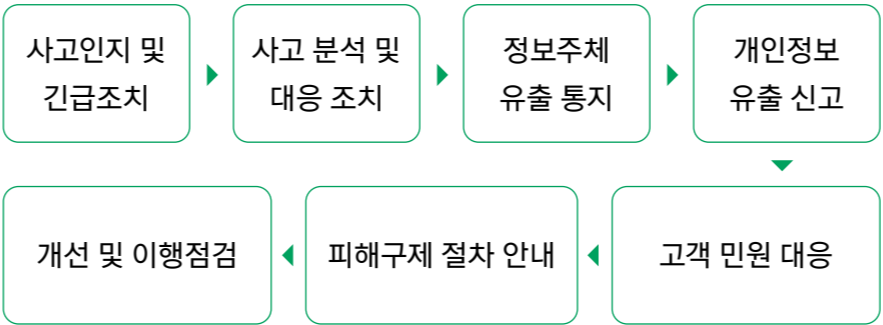 사고인지 및
긴급조치
사고 분석 및
대응 조치
정보주체
유출 통지
개인정보
유출 신고
고객 민원 대응
피해구제 절차 안내
개선 및 이행점검